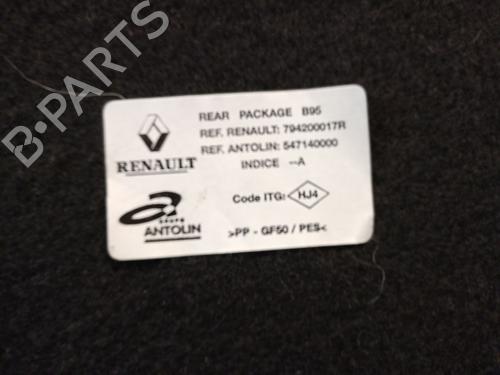 B-PARTS
REAR PACKAGE B95
REF. RENAULT: 794200017R
REF. ANTOLIN: 547140000
INDICE --A
RENAULT
Code ITG: HJ4
GRUPO
ANTOLIN
>PP - GF50 / PES<